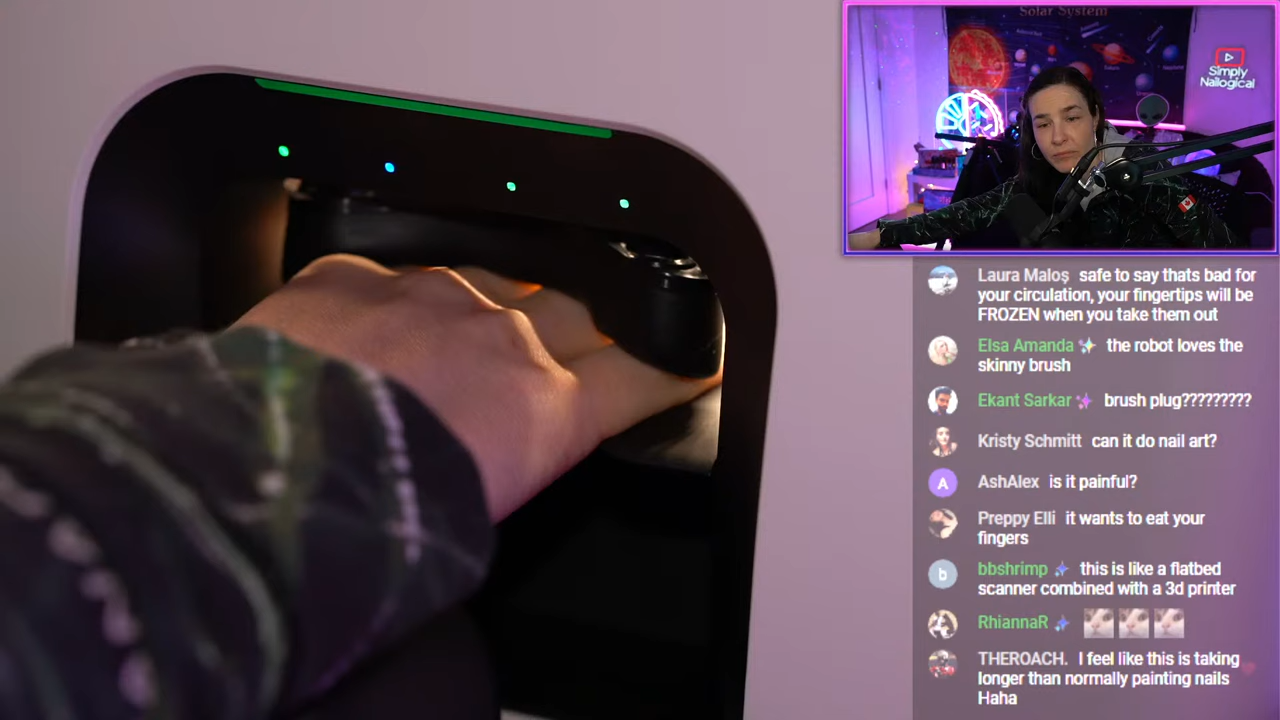 Solar System
Simply
Nailogical
Laura Maloș safe to say thats bad for
your circulation, your fingertips will be
FROZEN when you take them out
Elsa Amanda the robot loves the
skinny brush
Ekant Sarkar brush plug?????????
Kristy Schmitt can it do nail art?
A
AshAlex is it painful?
Preppy Elli it wants to eat your
fingers
b
bbshrimp this is like a flatbed
scanner combined with a 3d printer
RhiannaR
THEROACH. I feel like this is taking
longer than normally painting nails
Haha